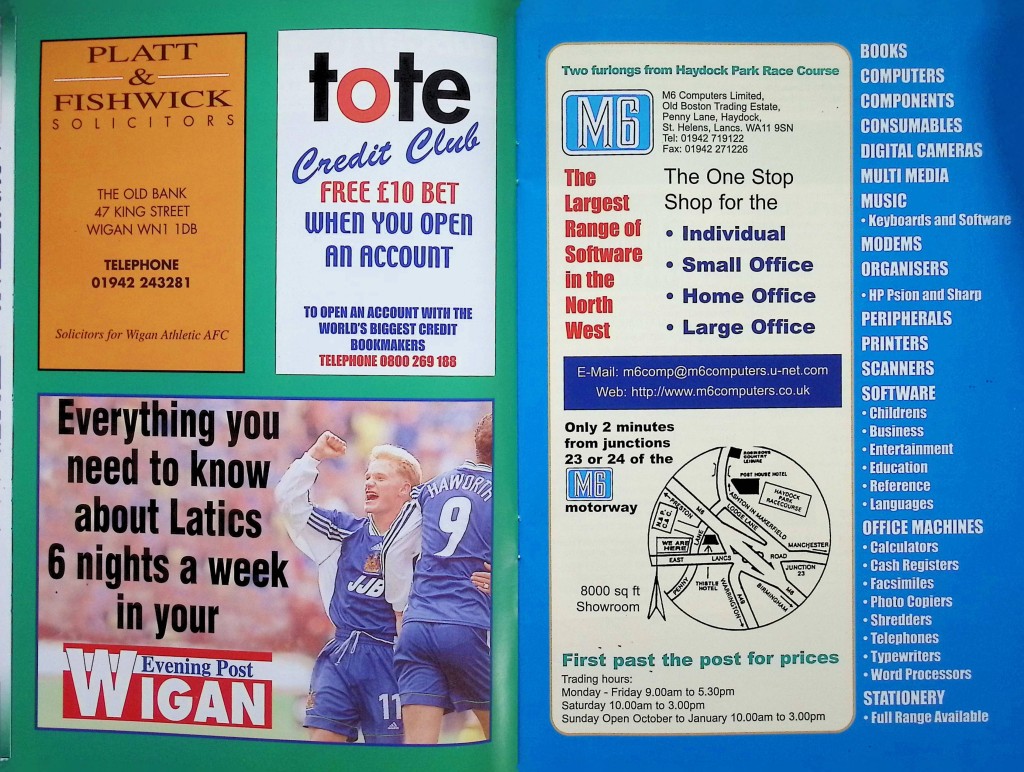 PLATT
&
FISHWICK
SOLICITORS
THE OLD BANK
47 KING STREET
WIGAN WN1 1DB
TELEPHONE
01942 243281
Solicitors for Wigan Athletic AFC
tote
Credit Club
FREE £10 BET
WHEN YOU OPEN
AN ACCOUNT
TO OPEN AN ACCOUNT WITH THE
WORLD'S BIGGEST CREDIT
BOOKMAKERS
TELEPHONE 0800 269 188
Everything you
need to know
about Latics
6 nights a week
in your
Evening Post
WIGAN
JJB
11
HAWORTH
9
Two furlongs from Haydock Park Race Course
M6
M6 Computers Limited,
Old Boston Trading Estate,
Penny Lane, Haydock,
St. Helens, Lancs. WA11 9SN
Tel: 01942 719122
Fax: 01942 271226
The
Largest
Range of
Software
in the
North
West
The One Stop
Shop for the
• Individual
• Small Office
• Home Office
• Large Office
E-Mail: m6comp@m6computers.u-net.com
Web: http://www.m6computers.co.uk
Only 2 minutes
from junctions
23 or 24 of the
M6
motorway
8000 sq ft
Showroom
ROBINSONS
COUNTRY
LEISURE
POST HOUSE HOTEL
HAYDOCK
PARK
RACECOURSE
ASHTON IN MAKERFIELD
LODGE LANE
PRESTON
M6
WE ARE
HERE
LANE
EAST
LANCS
ROAD
MANCHESTER
JUNCTION
23
PENNY
THISTLE
HOTEL
WARRINGTON
A49
BIRMINGHAM
M6
First past the post for prices
Trading hours:
Monday - Friday 9.00am to 5.30pm
Saturday 10.00am to 3.00pm
Sunday Open October to January 10.00am to 3.00pm
BOOKS
COMPUTERS
COMPONENTS
CONSUMABLES
DIGITAL CAMERAS
MULTI MEDIA
MUSIC
• Keyboards and Software
MODEMS
ORGANISERS
• HP Psion and Sharp
PERIPHERALS
PRINTERS
SCANNERS
SOFTWARE
• Childrens
• Business
• Entertainment
• Education
• Reference
• Languages
OFFICE MACHINES
• Calculators
• Cash Registers
• Facsimiles
• Photo Copiers
• Shredders
• Telephones
• Typewriters
• Word Processors
STATIONERY
• Full Range Available